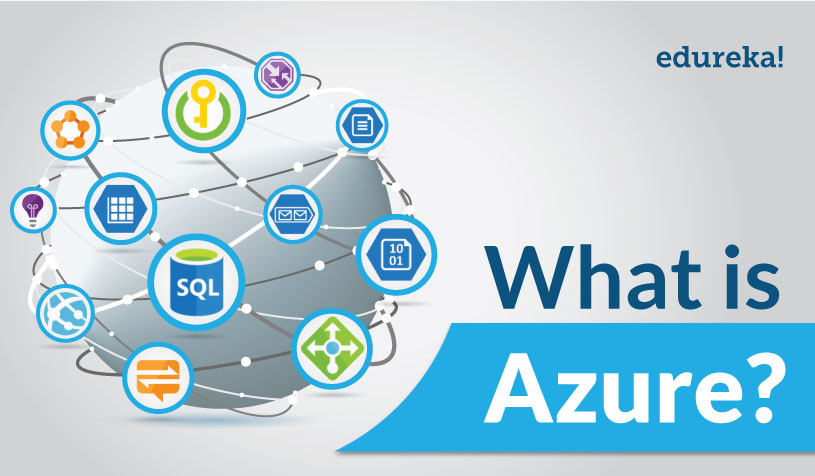 edureka!
SQL
10
01
What is
Azure?